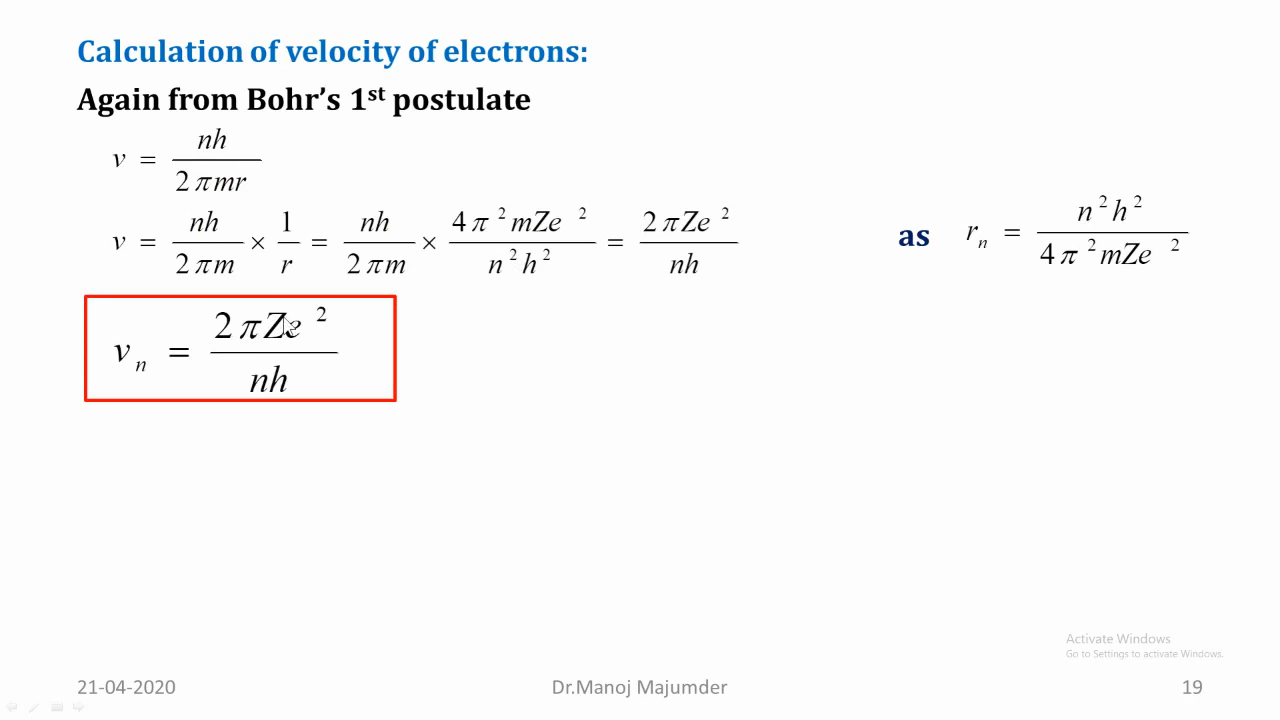 Calculation of velocity of electrons:
Again from Bohr's 1st postulate
v = nh / 2πmr
v = nh / 2πm × 1 / r = nh / 2πm × 4π²mZe² / n²h² = 2πZe² / nh
as rₙ = n²h² / 4π²mZe²
vₙ = 2πZe² / nh
Activate Windows
Go to Settings to activate Windows.
21-04-2020 Dr.Manoj Majumder 19